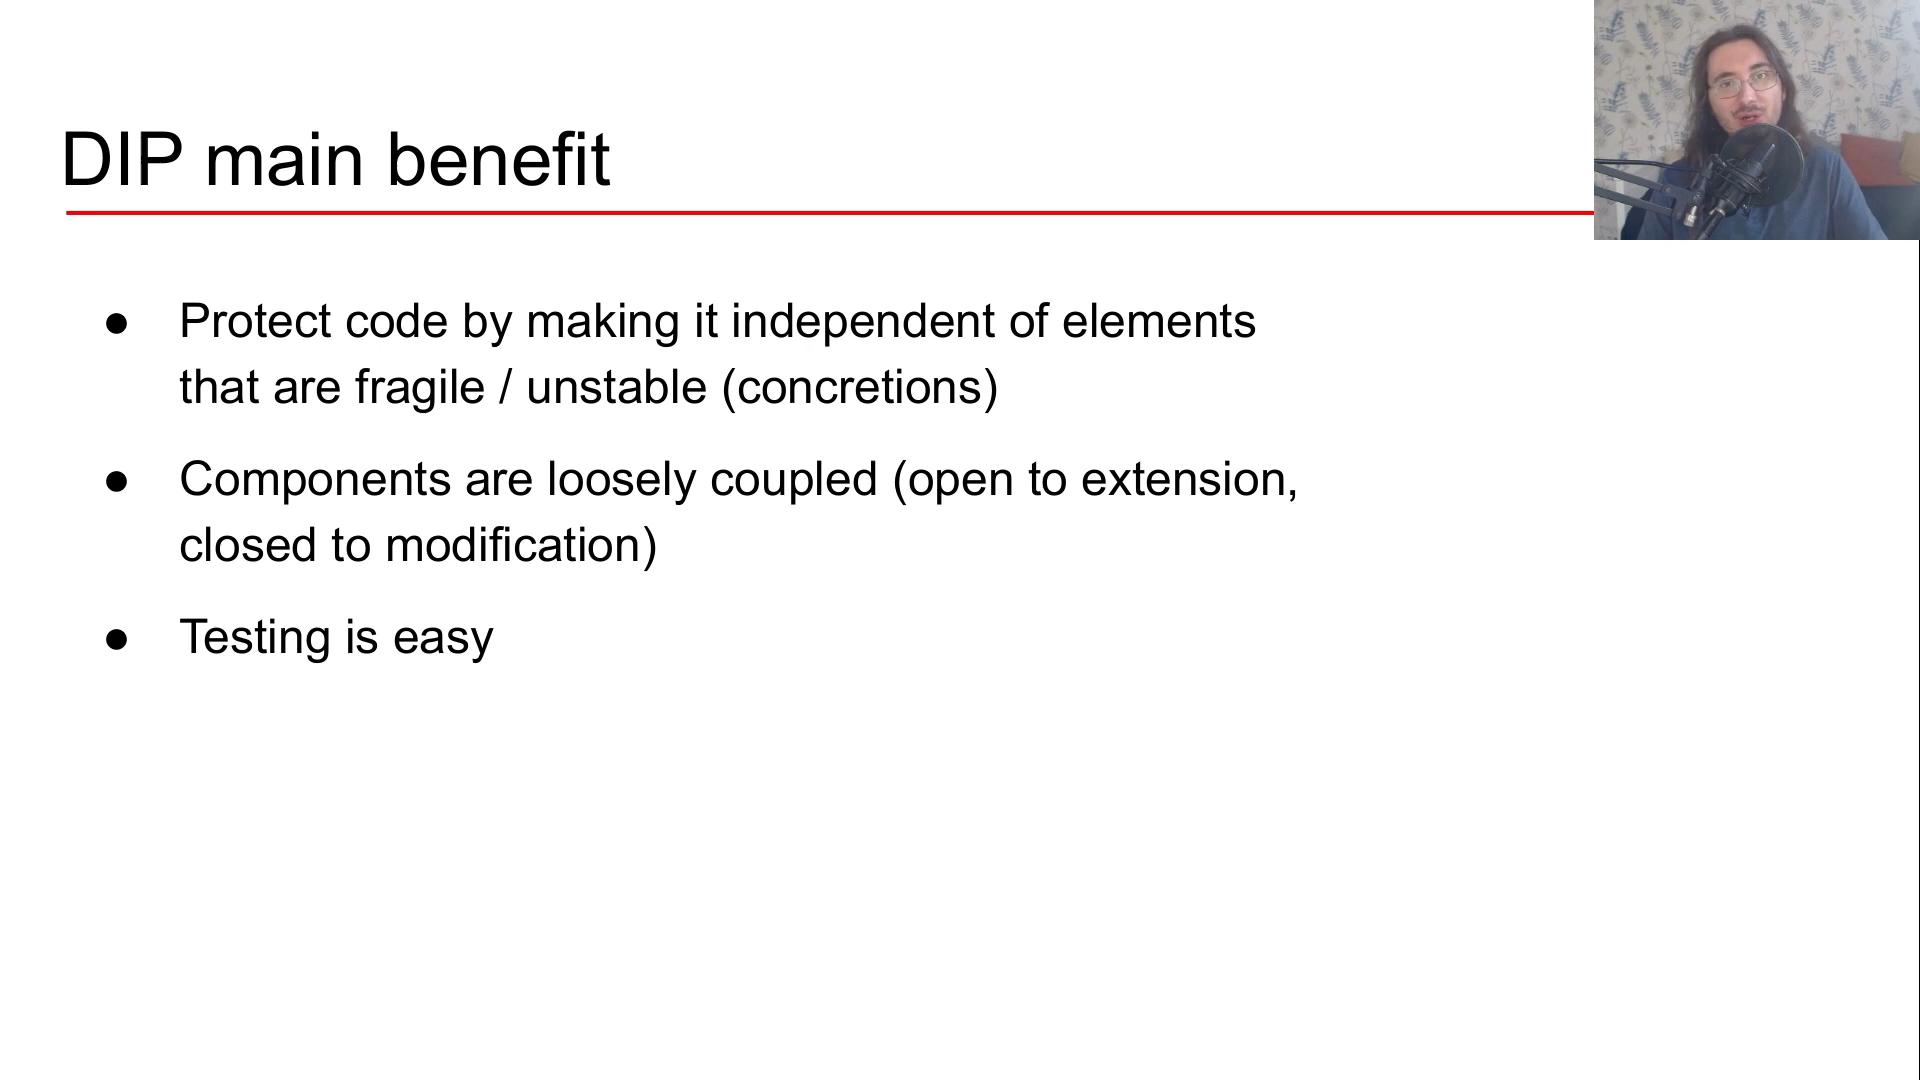 DIP main benefit
● Protect code by making it independent of elements
that are fragile / unstable (concretions)
● Components are loosely coupled (open to extension,
closed to modification)
● Testing is easy